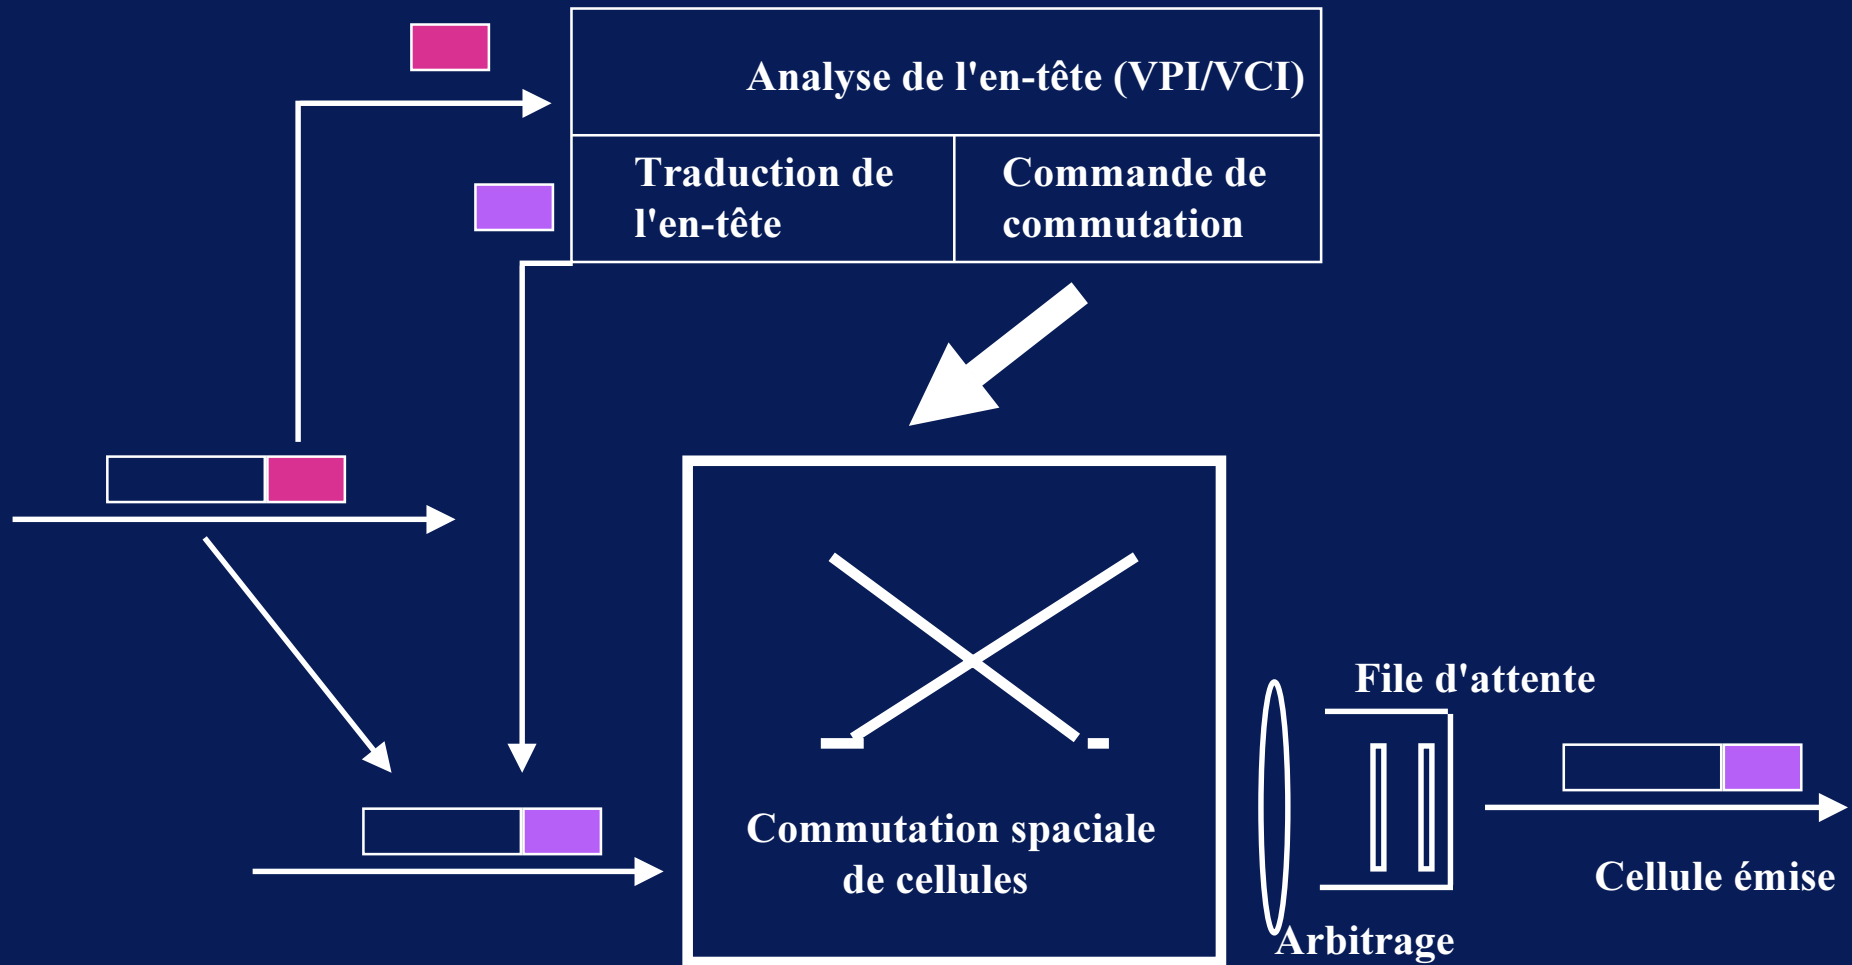 Analyse de l'en-tête (VPI/VCI)
Traduction de
l'en-tête
Commande de
commutation
File d'attente
Commutation spaciale
de cellules
Cellule émise
Arbitrage